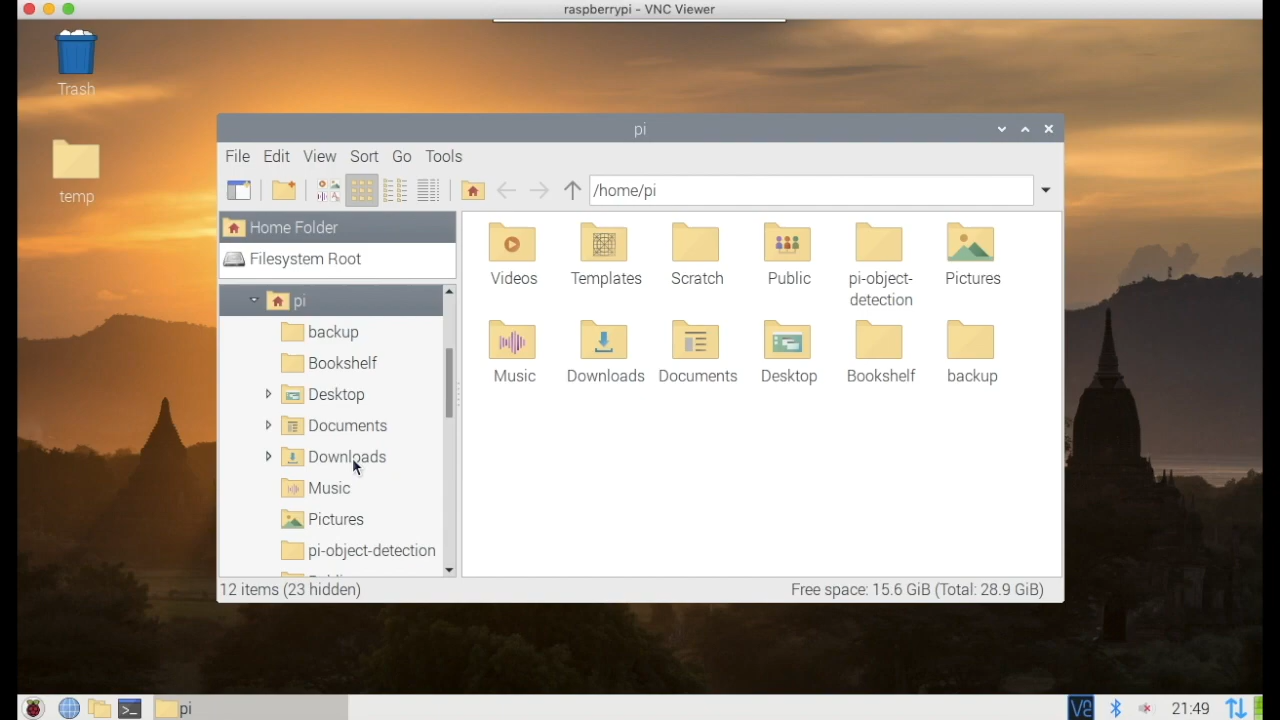 raspberrypi - VNC Viewer
Trash
temp
pi
File Edit View Sort Go Tools
/home/pi
Home Folder
Filesystem Root
pi
backup
Bookshelf
Desktop
Documents
Downloads
Music
Pictures
pi-object-detection
Videos Templates Scratch Public pi-object-detection Pictures
Music Downloads Documents Desktop Bookshelf backup
12 items (23 hidden)
Free space: 15.6 GiB (Total: 28.9 GiB)
pi
21:49